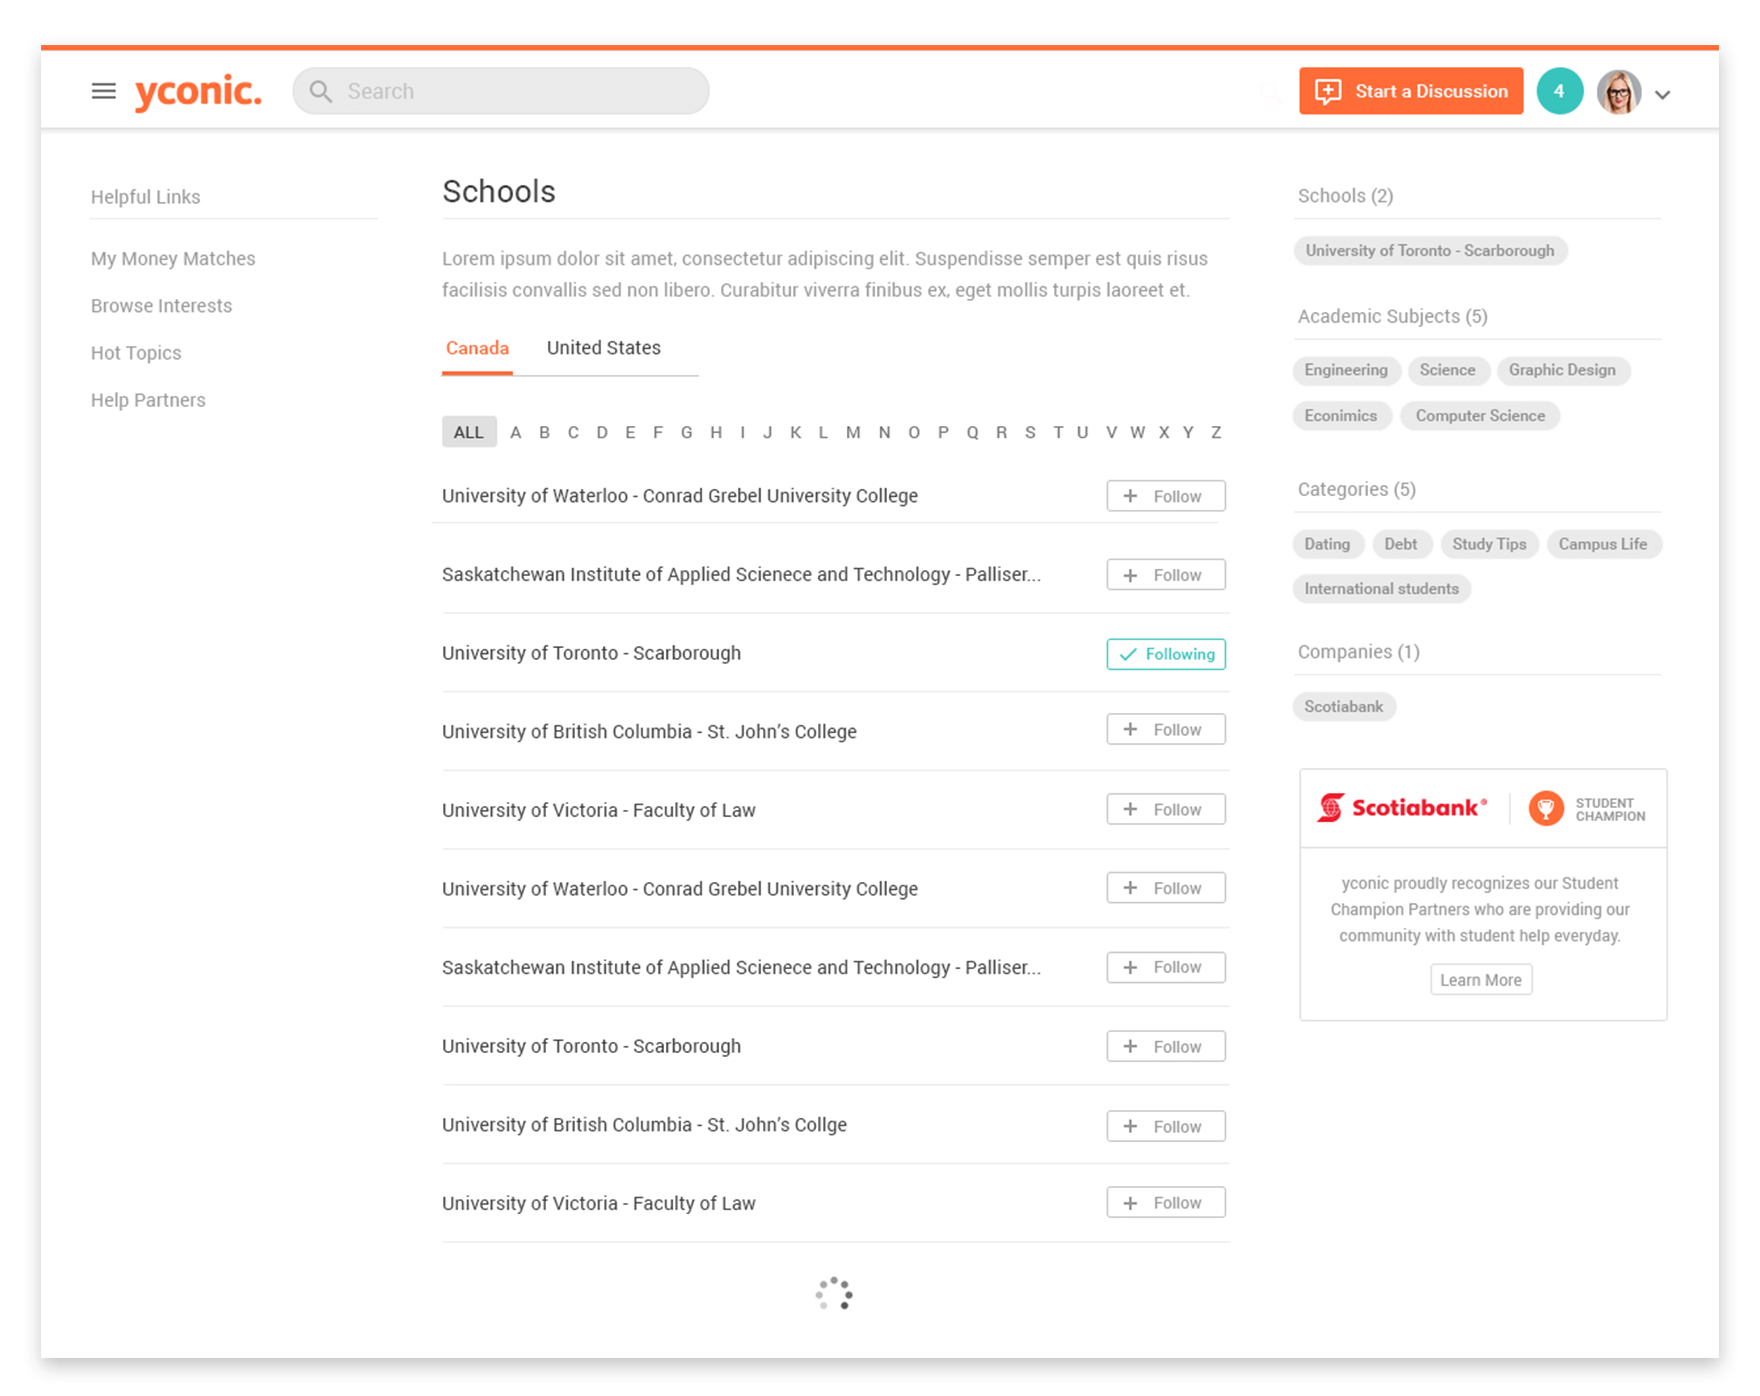 yconic.
Search
Start a Discussion
4
Helpful Links
My Money Matches
Browse Interests
Hot Topics
Help Partners
Schools
Lorem ipsum dolor sit amet, consectetur adipiscing elit. Suspendisse semper est quis risus
facilisis convallis sed non libero. Curabitur viverra finibus ex, eget mollis turpis laoreet et.
Canada United States
ALL A B C D E F G H I J K L M N O P Q R S T U V W X Y Z
University of Waterloo - Conrad Grebel University College + Follow
Saskatchewan Institute of Applied Scienece and Technology - Palliser... + Follow
University of Toronto - Scarborough Following
University of British Columbia - St. John’s College + Follow
University of Victoria - Faculty of Law + Follow
University of Waterloo - Conrad Grebel University College + Follow
Saskatchewan Institute of Applied Scienece and Technology - Palliser... + Follow
University of Toronto - Scarborough + Follow
University of British Columbia - St. John’s Collge + Follow
University of Victoria - Faculty of Law + Follow
Schools (2)
University of Toronto - Scarborough
Academic Subjects (5)
Engineering Science Graphic Design
Econimics Computer Science
Categories (5)
Dating Debt Study Tips Campus Life
International students
Companies (1)
Scotiabank
Scotiabank®
STUDENT
CHAMPION
yconic proudly recognizes our Student
Champion Partners who are providing our
community with student help everyday.
Learn More